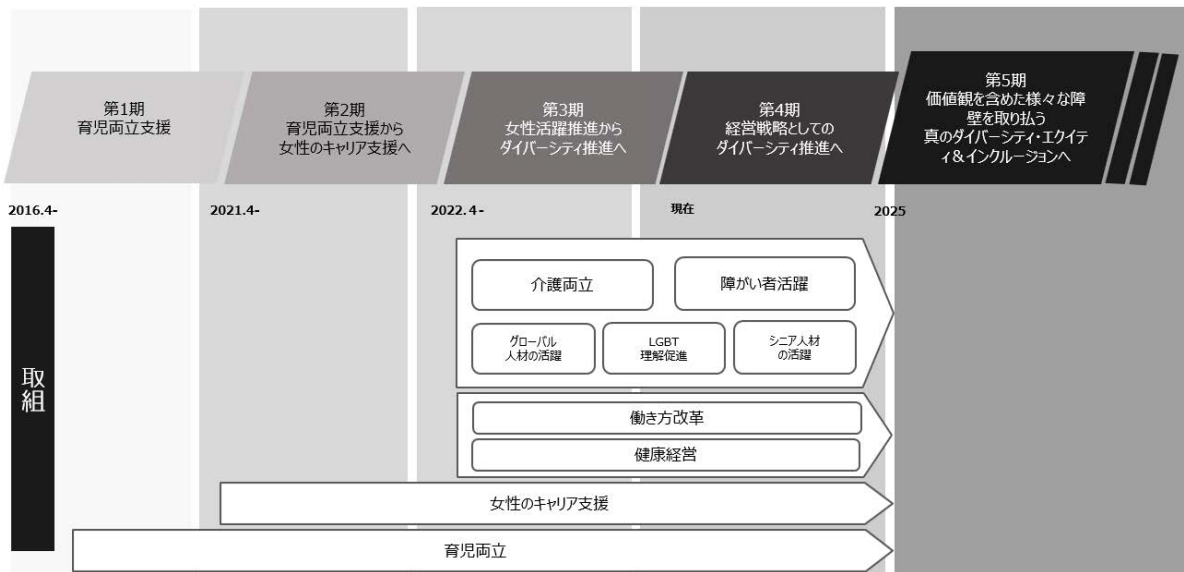 第1期
育児両立支援
第2期
育児両立支援から
女性のキャリア支援へ
第3期
女性活躍推進から
ダイバーシティ推進へ
第4期
経営戦略としての
ダイバーシティ推進へ
第5期
価値観を含めた様々な障
壁を取り払う
真のダイバーシティ・エクイテ
ィ＆インクルージョンへ
2016.4-
2021.4-
2022.4-
現在
2025
取組
介護両立
障がい者活躍
グローバル
人材の活躍
LGBT
理解促進
シニア人材
の活躍
働き方改革
健康経営
女性のキャリア支援
育児両立